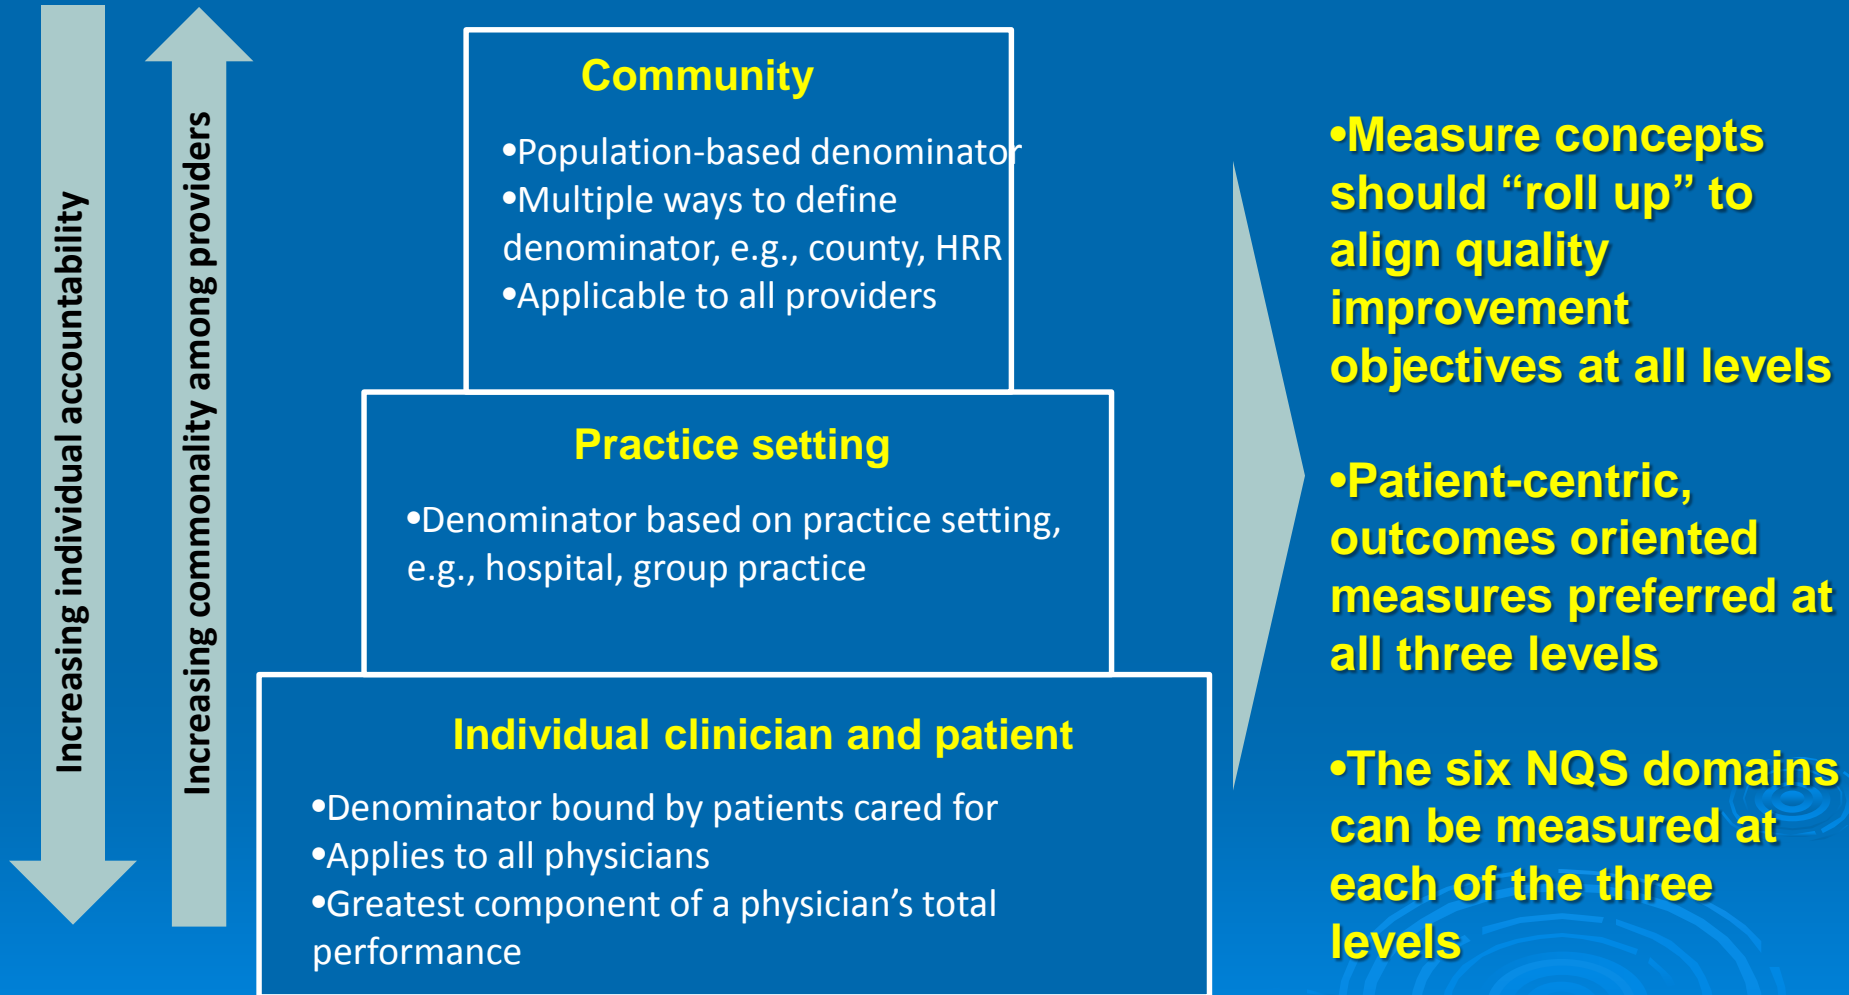 Increasing individual accountability
Increasing commonality among providers
Community
•Population-based denominator
•Multiple ways to define
denominator, e.g., county, HRR
•Applicable to all providers
Practice setting
•Denominator based on practice setting,
e.g., hospital, group practice
Individual clinician and patient
•Denominator bound by patients cared for
•Applies to all physicians
•Greatest component of a physician’s total
performance
•Measure concepts
should “roll up” to
align quality
improvement
objectives at all levels
•Patient-centric,
outcomes oriented
measures preferred at
all three levels
•The six NQS domains
can be measured at
each of the three
levels